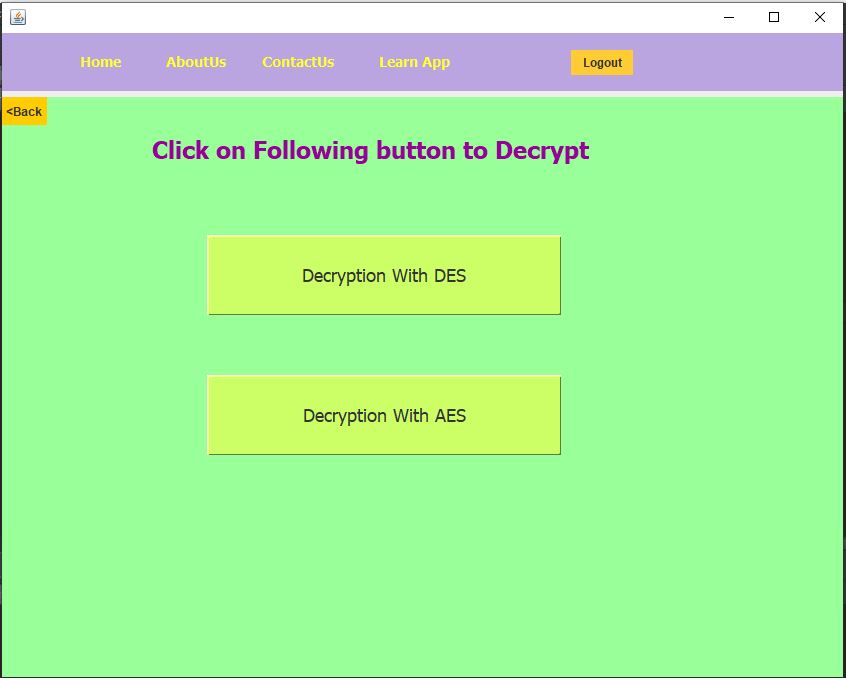 Home AboutUs ContactUs Learn App Logout
<Back
Click on Following button to Decrypt
Decryption With DES
Decryption With AES